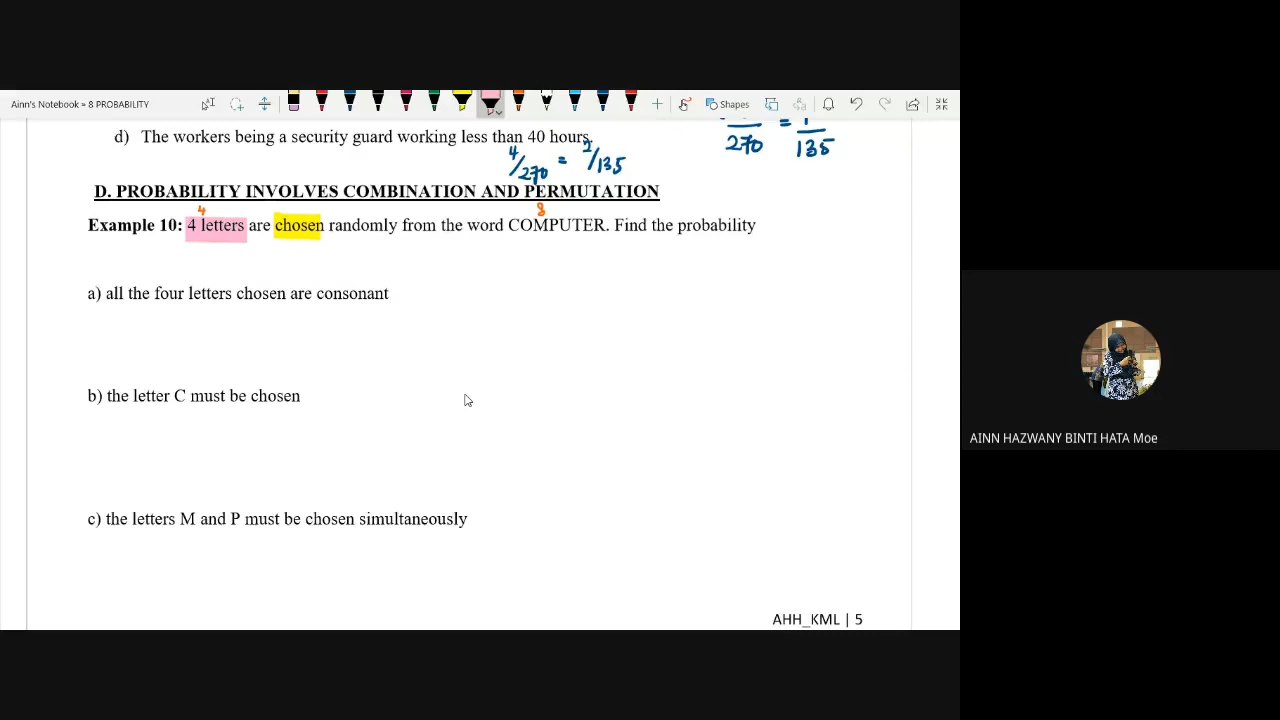 Ainn's Notebook » 8 PROBABILITY
Shapes
d) The workers being a security guard working less than 40 hours.
270 = 135
4/270 = 2/135
D. PROBABILITY INVOLVES COMBINATION AND PERMUTATION
4 8
Example 10: 4 letters are chosen randomly from the word COMPUTER. Find the probability
a) all the four letters chosen are consonant
b) the letter C must be chosen
c) the letters M and P must be chosen simultaneously
AHH_KML | 5
AINN HAZWANY BINTI HATA Moe